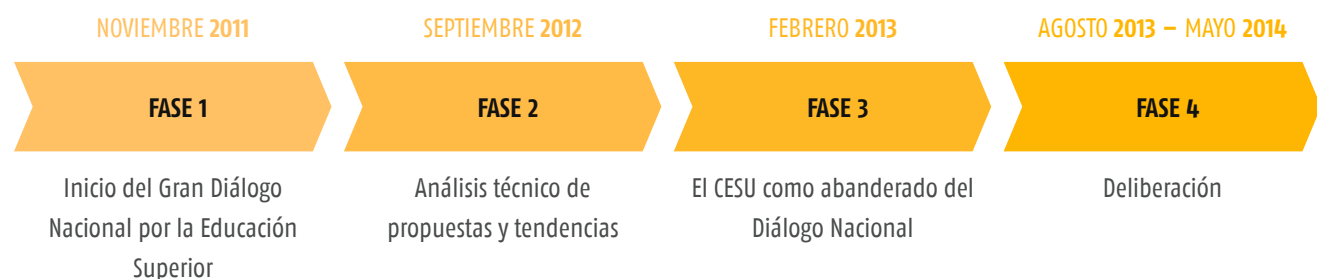 NOVIEMBRE 2011
FASE 1
Inicio del Gran Diálogo
Nacional por la Educación
Superior
SEPTIEMBRE 2012
FASE 2
Análisis técnico de
propuestas y tendencias
FEBRERO 2013
FASE 3
El CESU como abanderado del
Diálogo Nacional
AGOSTO 2013 – MAYO 2014
FASE 4
Deliberación